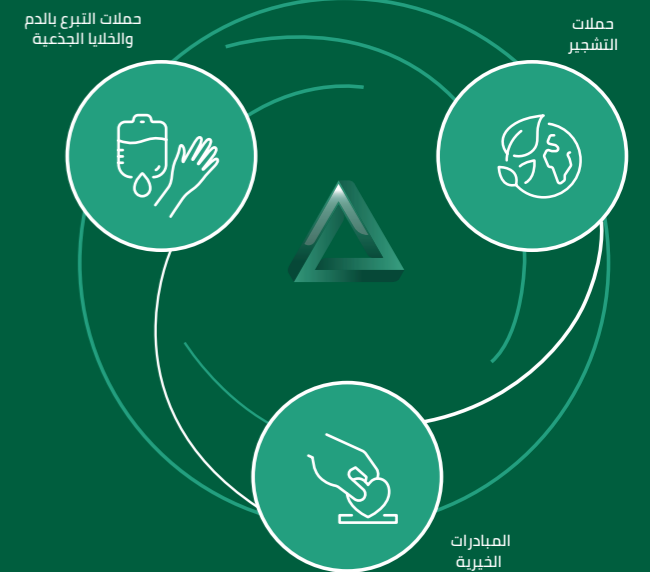 حملات
التشجير
حملات التبرع بالدم
والخلايا الجذعية
المبادرات
الخيرية